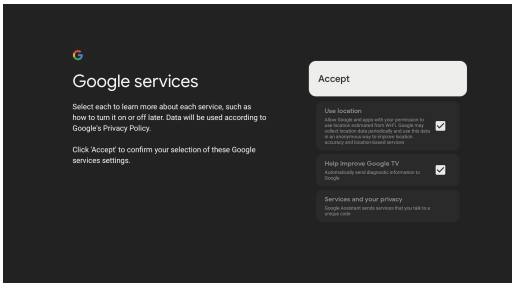 Google services
Select each to learn more about each service, such as
how to turn it on or off later. Data will be used according to
Google's Privacy Policy.
Click 'Accept' to confirm your selection of these Google
services settings.
Accept
Use location
Allow Google and apps with your permission to
use location estimated from Wi-Fi. Google may
collect location data periodically and use this data
in an anonymous way to improve location
accuracy and location-based services
Help improve Google TV
Automatically send diagnostic information to
Google
Services and your privacy
Google Assistant sends services that you talk to a
unique code